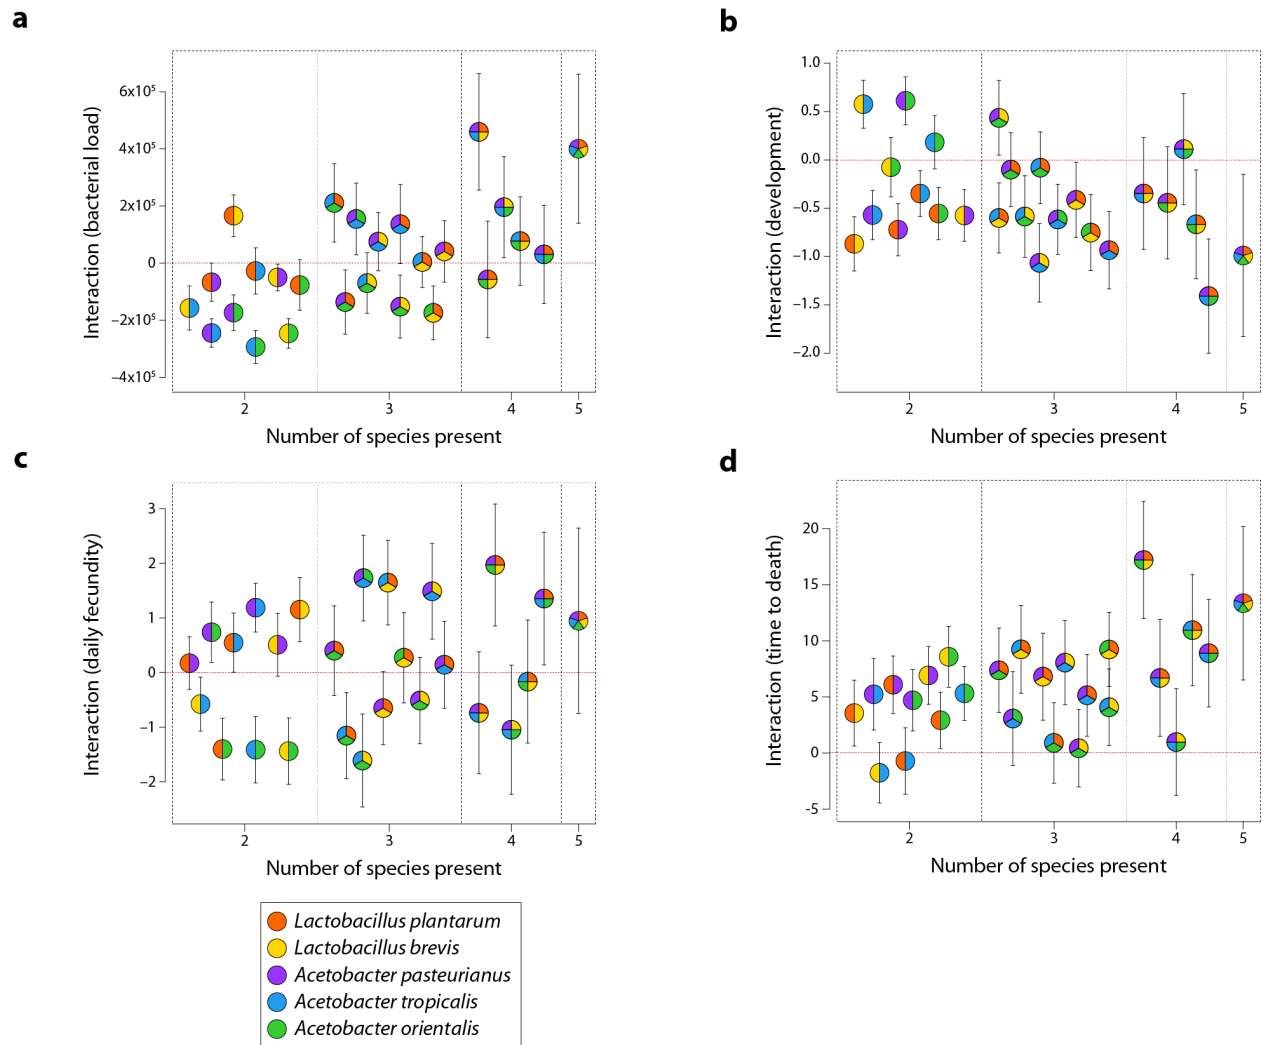 a
Interaction (bacterial load)
6x10⁵
4x10⁵
2x10⁵
0
−2x10⁵
−4x10⁵
2
3
4
5
Number of species present
b
Interaction (development)
1.0
0.5
0.0
−0.5
−1.0
−1.5
−2.0
2
3
4
5
Number of species present
c
Interaction (daily fecundity)
3
2
1
0
−1
−2
2
3
4
5
Number of species present
d
Interaction (time to death)
20
15
10
5
0
-5
2
3
4
5
Number of species present
Lactobacillus plantarum
Lactobacillus brevis
Acetobacter pasteurianus
Acetobacter tropicalis
Acetobacter orientalis